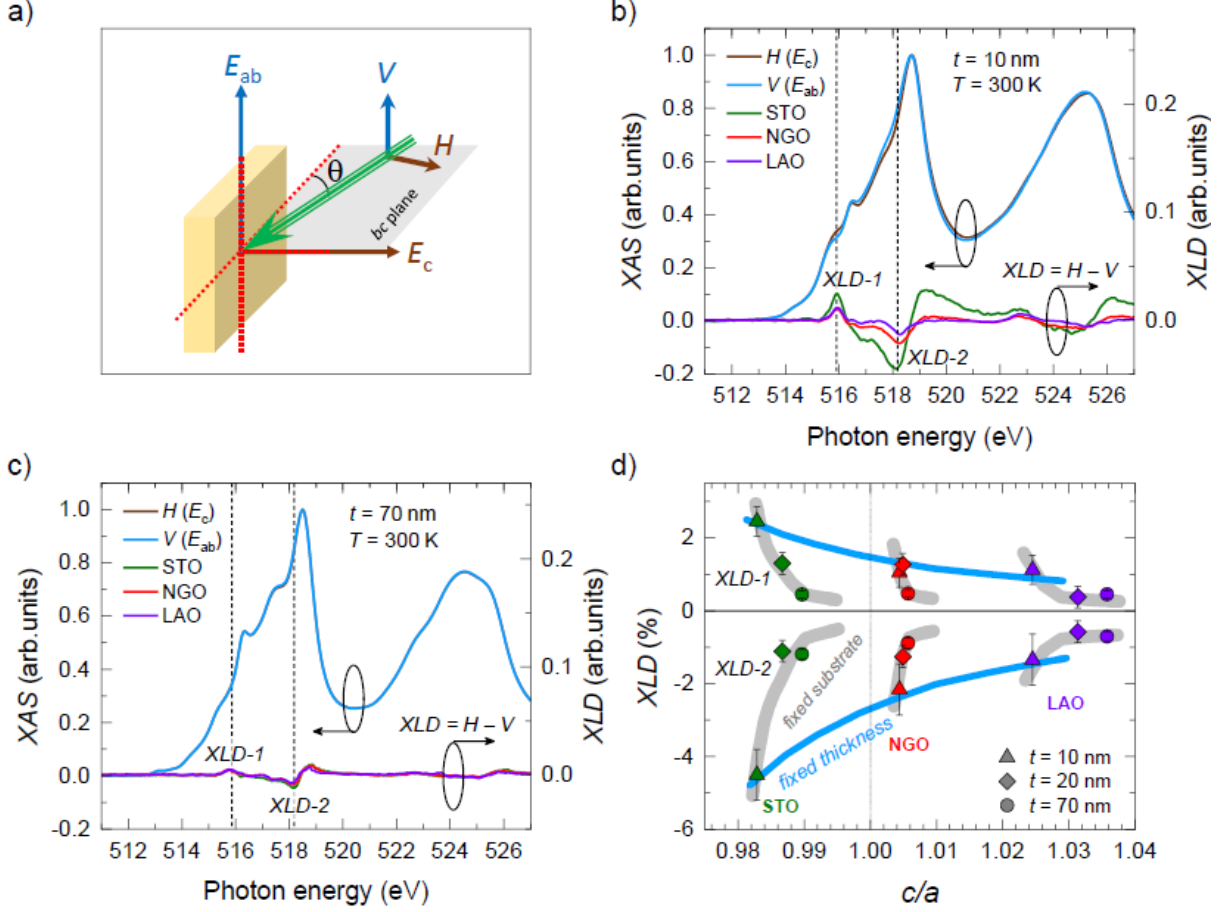 a)
E_ab
V
H
θ
bc plane
E_c
b)
XAS (arb.units)
1.0
0.8
0.6
0.4
0.2
0.0
-0.2
H (E_c)
V (E_ab)
STO
NGO
LAO
t = 10 nm
T = 300 K
XLD-1
XLD = H – V
XLD-2
0.2
0.1
0.0
XLD (arb.units)
512 514 516 518 520 522 524 526
Photon energy (eV)
c)
XAS (arb.units)
1.0
0.8
0.6
0.4
0.2
0.0
-0.2
H (E_c)
V (E_ab)
STO
NGO
LAO
t = 70 nm
T = 300 K
XLD-1
XLD = H – V
XLD-2
0.2
0.1
0.0
XLD (arb.units)
512 514 516 518 520 522 524 526
Photon energy (eV)
d)
XLD (%)
2
0
-2
-4
-6
XLD-1
XLD-2
fixed substrate
fixed thickness
STO
NGO
LAO
t = 10 nm
t = 20 nm
t = 70 nm
0.98 0.99 1.00 1.01 1.02 1.03 1.04
c/a